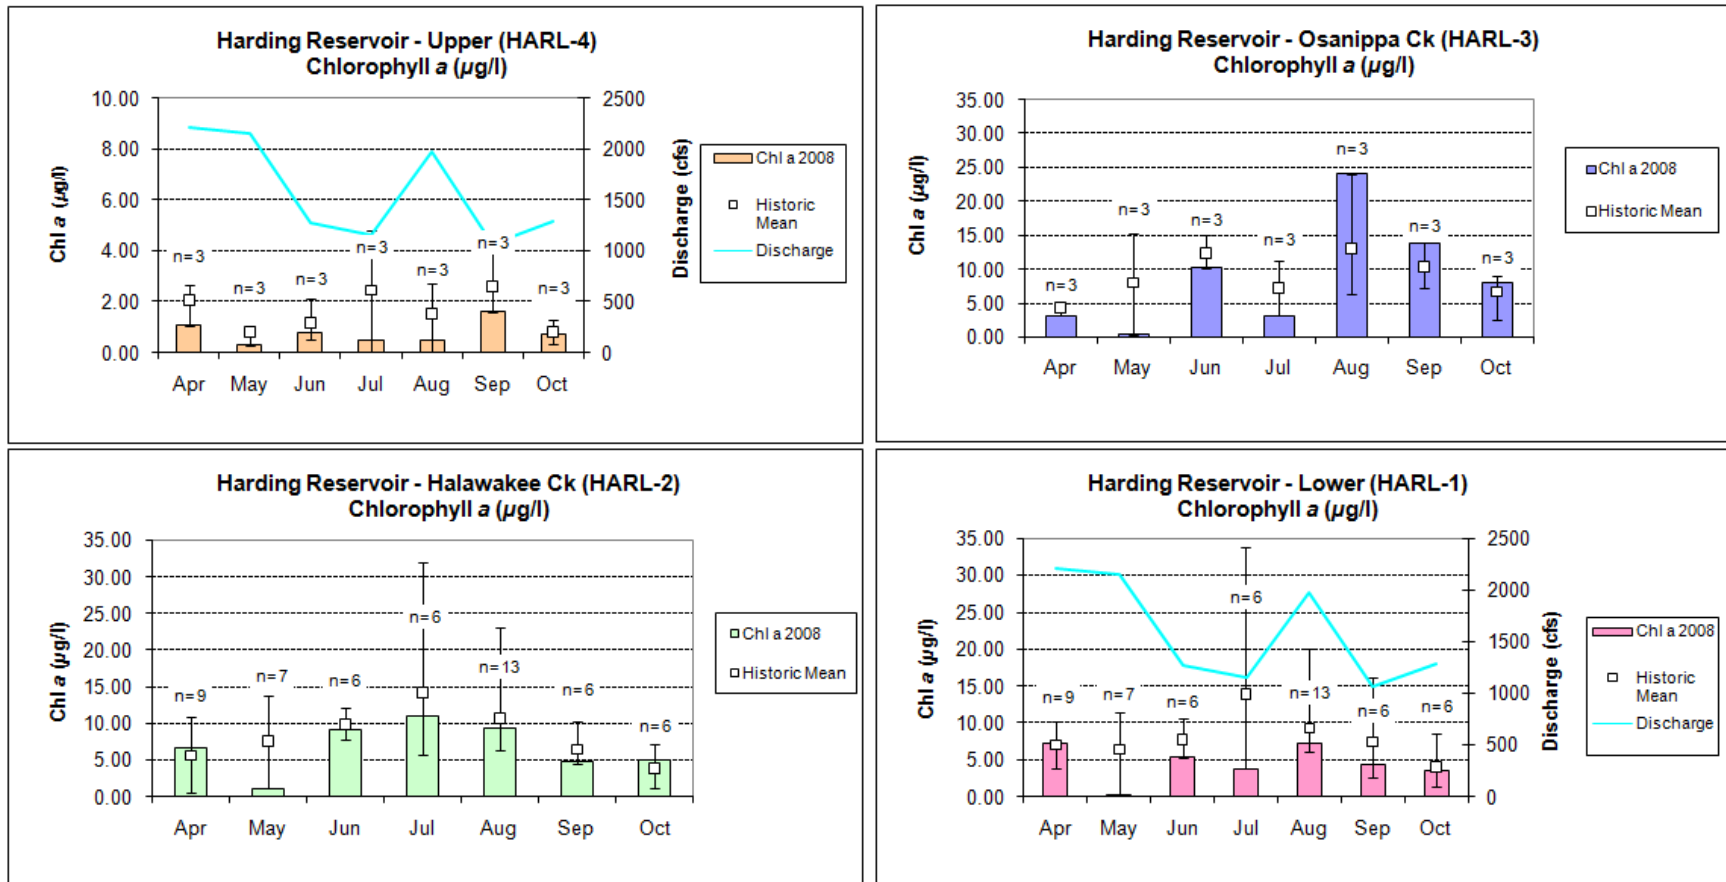 Harding Reservoir - Upper (HARL-4)
Chlorophyll a (µg/l)
10.00
8.00
6.00
4.00
2.00
0.00
Chl a (µg/l)
2500
2000
1500
1000
500
0
Discharge (cfs)
n=3
n=3
n=3
n=3
n=3
n=3
n=3
Apr May Jun Jul Aug Sep Oct
Chl a 2008
Historic
Mean
Discharge
Harding Reservoir - Osanippa Ck (HARL-3)
Chlorophyll a (µg/l)
35.00
30.00
25.00
20.00
15.00
10.00
5.00
0.00
Chl a (µg/l)
n=3
n=3
n=3
n=3
n=3
n=3
n=3
Apr May Jun Jul Aug Sep Oct
Chl a 2008
Historic Mean
Harding Reservoir - Halawakee Ck (HARL-2)
Chlorophyll a (µg/l)
35.00
30.00
25.00
20.00
15.00
10.00
5.00
0.00
Chl a (µg/l)
n=9
n=7
n=6
n=6
n=13
n=6
n=6
Apr May Jun Jul Aug Sep Oct
Chl a 2008
Historic Mean
Harding Reservoir - Lower (HARL-1)
Chlorophyll a (µg/l)
35.00
30.00
25.00
20.00
15.00
10.00
5.00
0.00
Chl a (µg/l)
2500
2000
1500
1000
500
0
Discharge (cfs)
n=9
n=7
n=6
n=6
n=13
n=6
n=6
Apr May Jun Jul Aug Sep Oct
Chl a 2008
Historic
Mean
Discharge